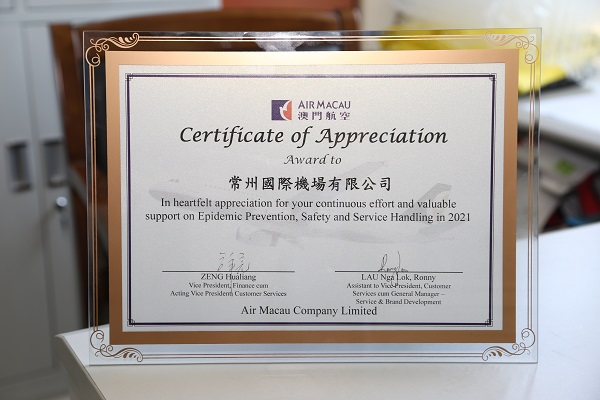 AIR MACAU
澳門航空
Certificate of Appreciation
Award to
常州國際機場有限公司
In heartfelt appreciation for your continuous effort and valuable
support on Epidemic Prevention, Safety and Service Handling in 2021
ZENG Hualiang
Vice President, Finance cum
Acting Vice President, Customer Services
LAU Nga Lok, Ronny
Assistant to Vice-President, Customer
Services cum General Manager –
Service & Brand Development
Air Macau Company Limited